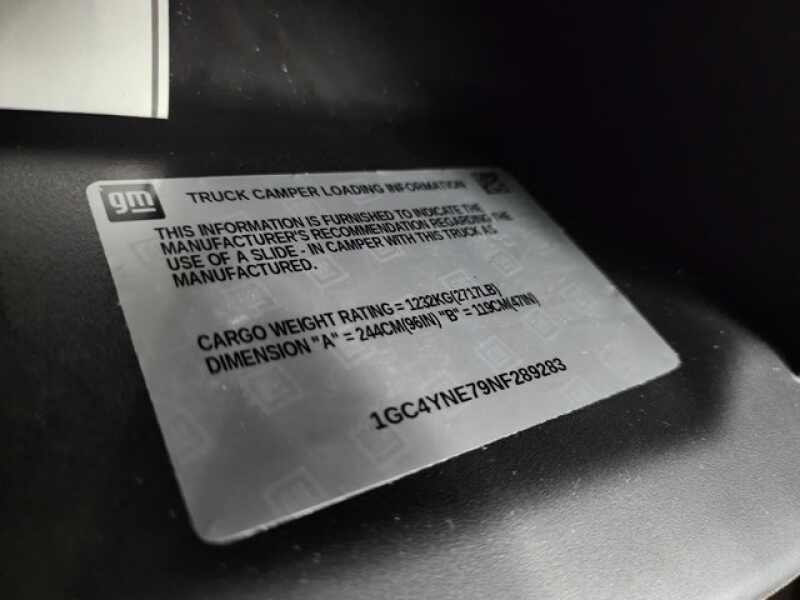 gm
TRUCK CAMPER LOADING INFORMATION
THIS INFORMATION IS FURNISHED TO INDICATE THE
MANUFACTURER'S RECOMMENDATION REGARDING THE
USE OF A SLIDE - IN CAMPER WITH THIS TRUCK AS
MANUFACTURED.
CARGO WEIGHT RATING = 1232KG(2717LB)
DIMENSION "A" = 244CM(96IN) "B" = 119CM(47IN)
1GC4YNE79NF289283